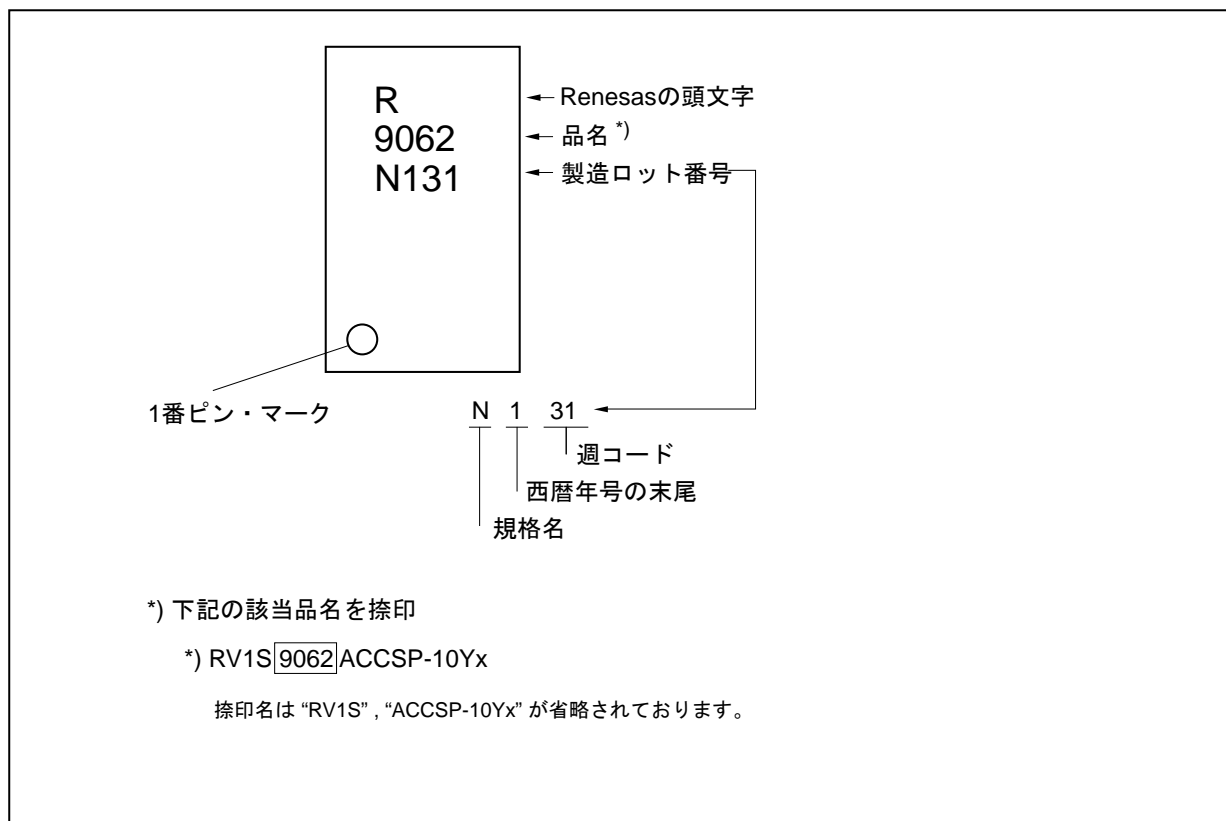 R
9062
N131
Renesasの頭文字
品名 *)
製造ロット番号
1番ピン・マーク
N 1 31
週コード
西暦年号の末尾
規格名
*) 下記の該当品名を捺印
*) RV1S9062ACCSP-10Yx
捺印名は “RV1S” , “ACCSP-10Yx” が省略されております。